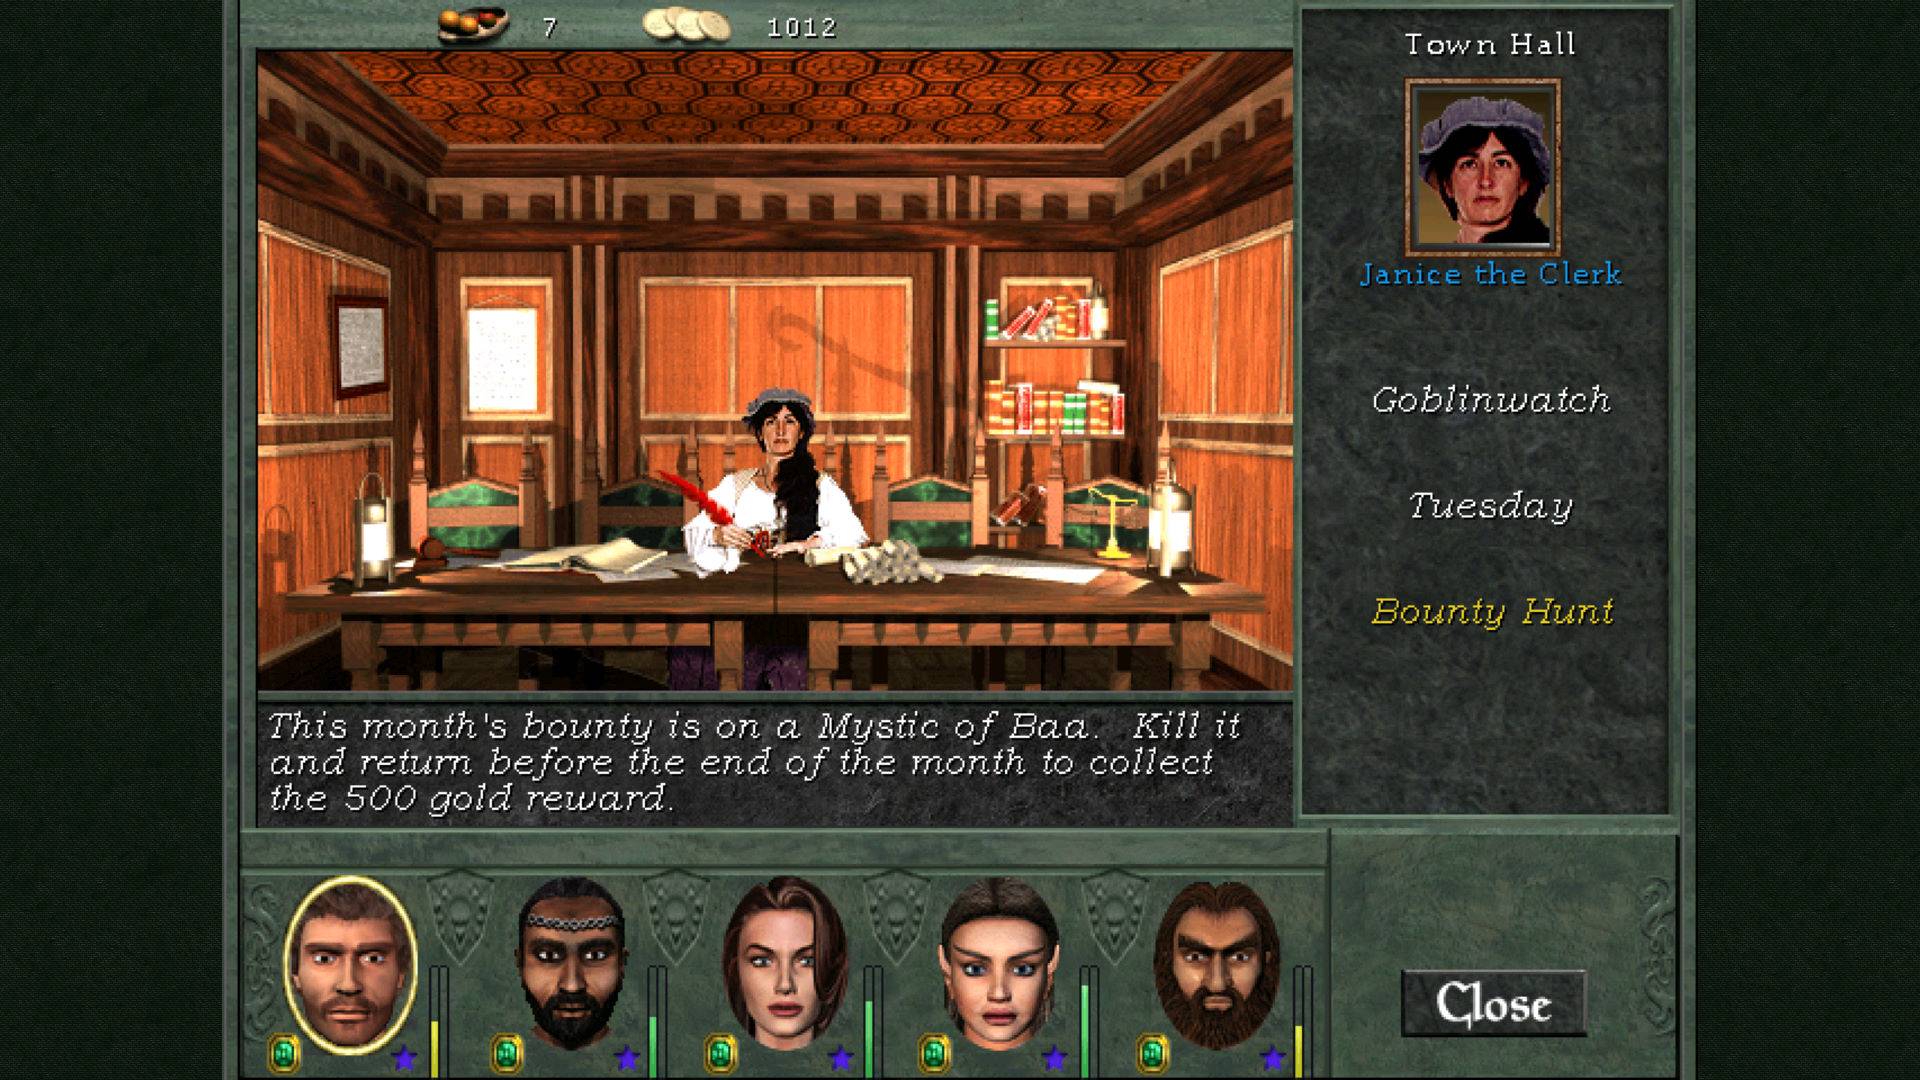 7
1012
Town Hall
Janice the Clerk
Goblinwatch
Tuesday
Bounty Hunt
This month's bounty is on a Mystic of Baa. Kill it
and return before the end of the month to collect
the 500 gold reward.
Close